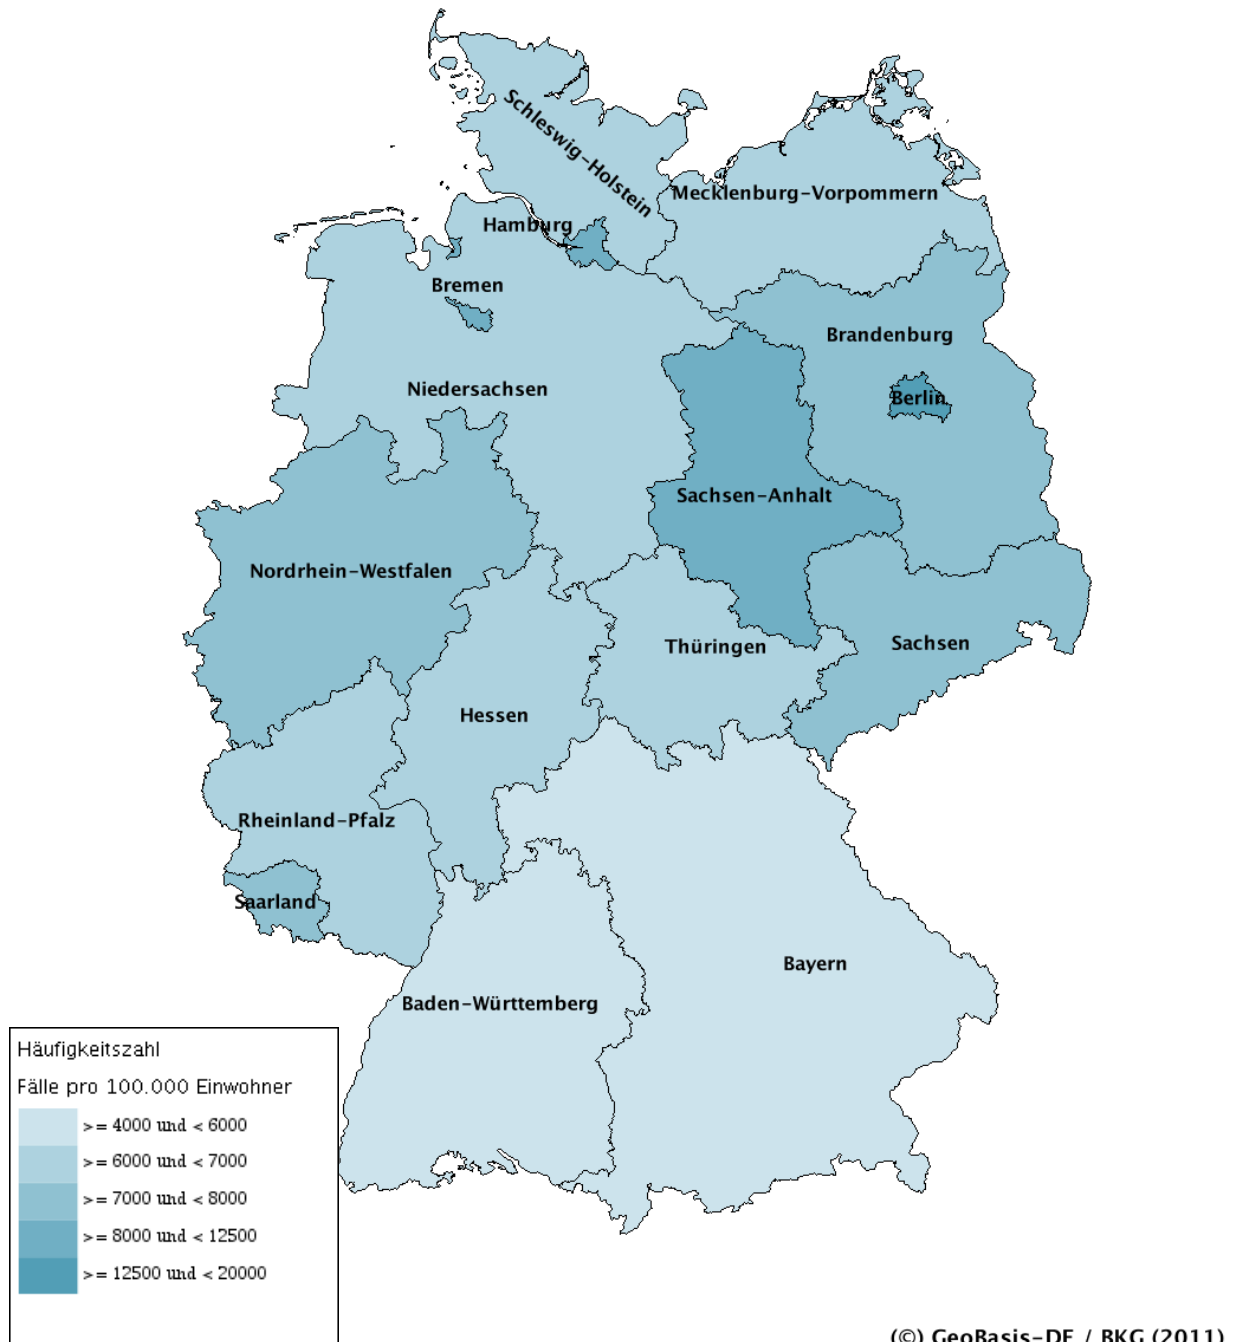 Schleswig-Holstein
Mecklenburg-Vorpommern
Hamburg
Bremen
Brandenburg
Niedersachsen
Berlin
Sachsen-Anhalt
Nordrhein-Westfalen
Thüringen
Sachsen
Hessen
Rheinland-Pfalz
Saarland
Bayern
Baden-Württemberg
Häufigkeitszahl
Fälle pro 100.000 Einwohner
>= 4000 und < 6000
>= 6000 und < 7000
>= 7000 und < 8000
>= 8000 und < 12500
>= 12500 und < 20000
(©) GeoBasis-DE / BKG (2011)